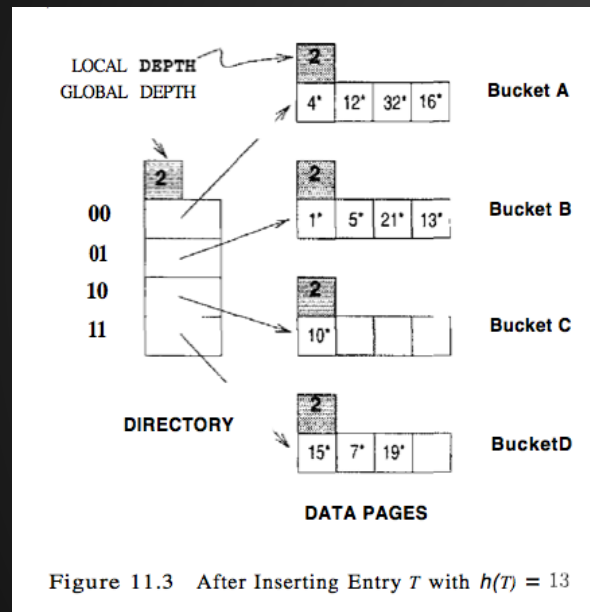 LOCAL DEPTH
GLOBAL DEPTH
2
4* 12* 32* 16*
Bucket A
2
00
01
10
11
2
1* 5* 21* 13*
Bucket B
2
10*
Bucket C
DIRECTORY
2
15* 7* 19*
BucketD
DATA PAGES
Figure 11.3 After Inserting Entry T with h(T) = 13